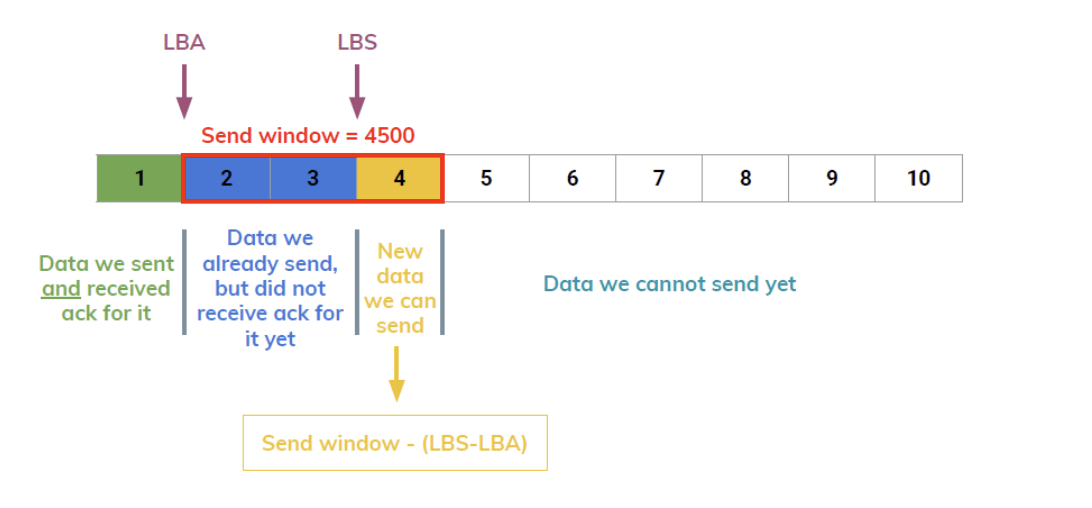 LBA
LBS
Send window = 4500
1 2 3 4 5 6 7 8 9 10
Data we sent
and received
ack for it
Data we
already send,
but did not
receive ack for
it yet
New
data
we can
send
Data we cannot send yet
Send window - (LBS-LBA)